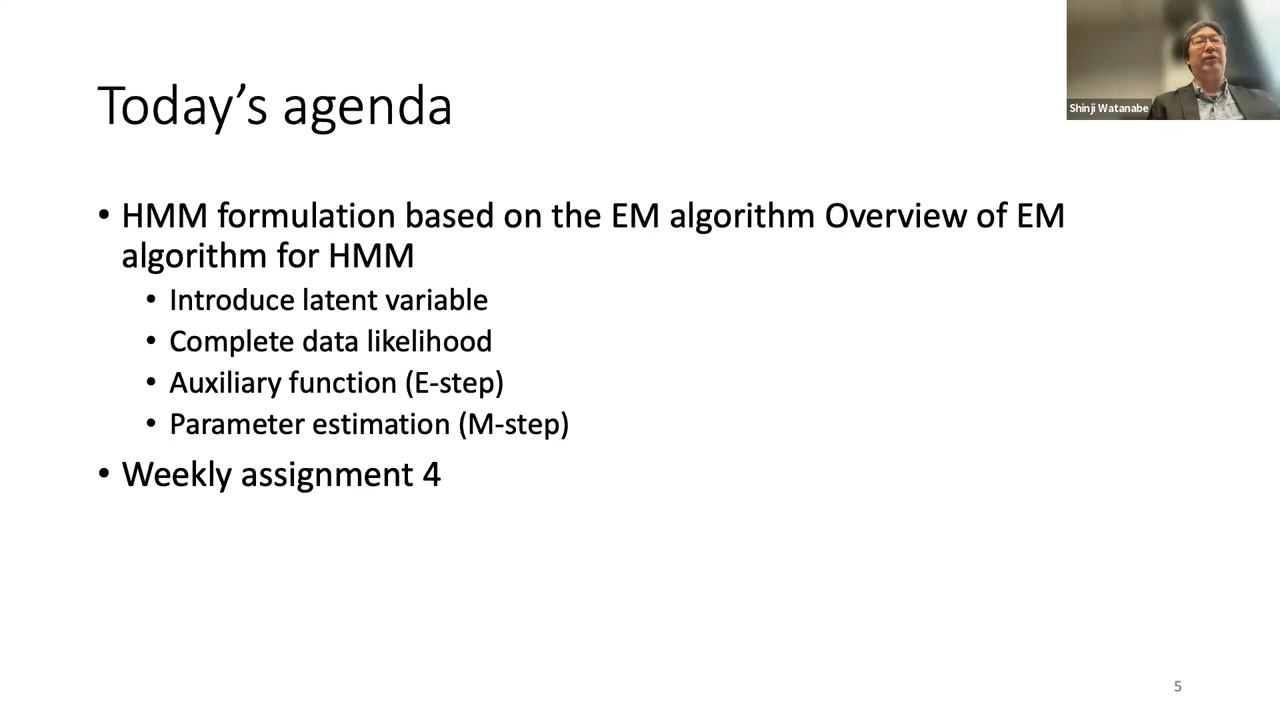 Shinji Watanabe
Today's agenda
• HMM formulation based on the EM algorithm Overview of EM
algorithm for HMM
• Introduce latent variable
• Complete data likelihood
• Auxiliary function (E-step)
• Parameter estimation (M-step)
• Weekly assignment 4
5